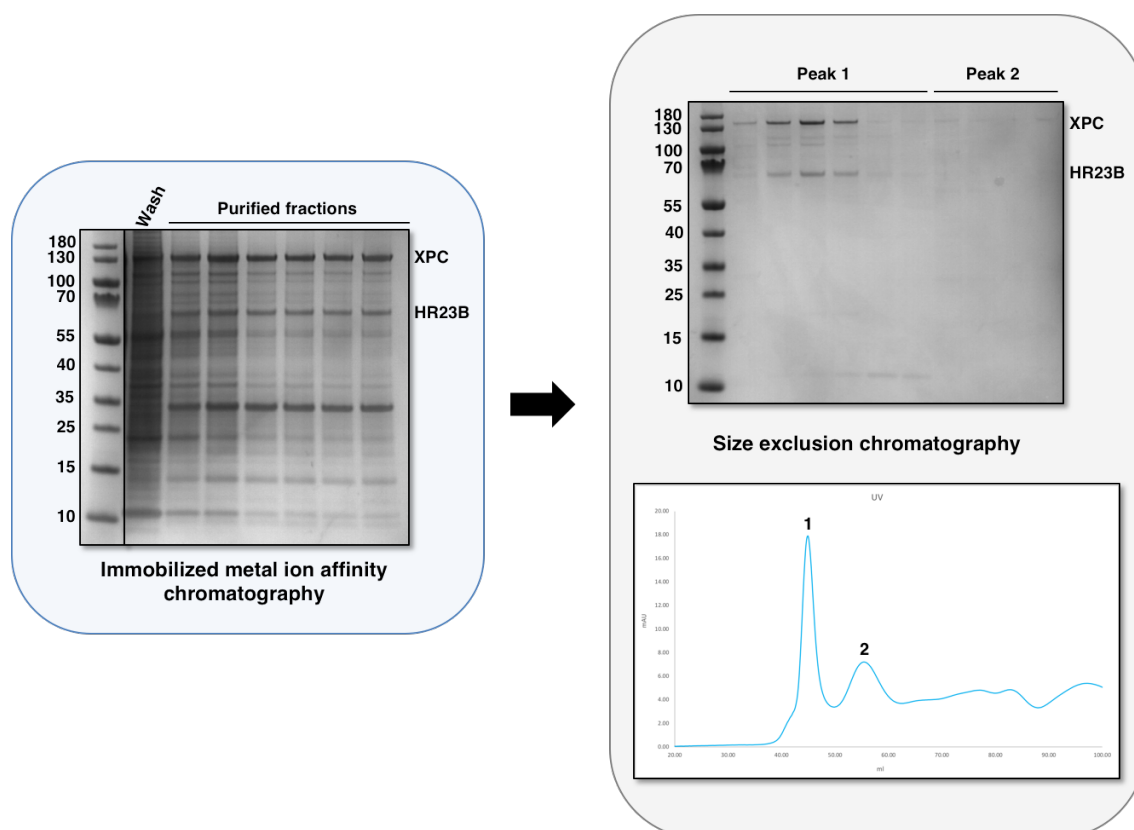 Wash
Purified fractions
180
130
100
70
55
40
35
25
15
10
XPC
HR23B
Immobilized metal ion affinity
chromatography
Peak 1
Peak 2
180
130
100
70
55
40
35
25
15
10
XPC
HR23B
Size exclusion chromatography
UV
20.00
18.00
16.00
14.00
12.00
10.00
8.00
6.00
4.00
2.00
0.00
mAU
1
2
20.00 30.00 40.00 50.00 60.00 70.00 80.00 90.00 100.00
ml